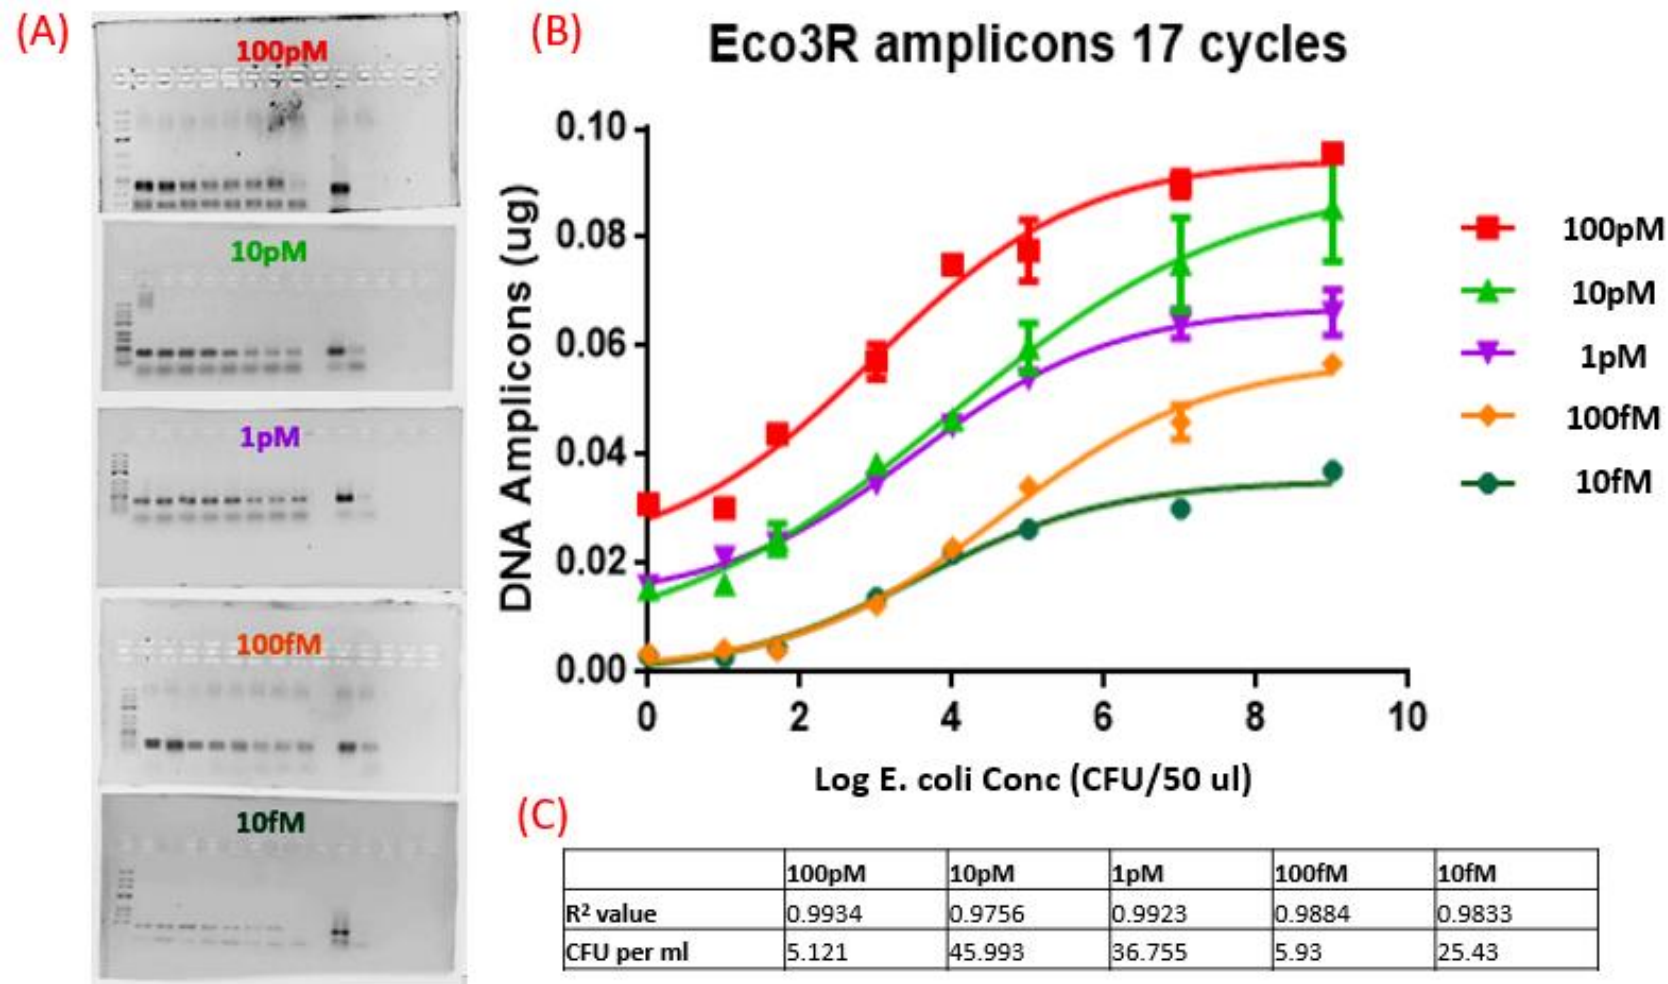 (A)
100pM
10pM
1pM
100fM
10fM
(B)
Eco3R amplicons 17 cycles
DNA Amplicons (ug)
0.10
0.08
0.06
0.04
0.02
0.00
0 2 4 6 8 10
Log E. coli Conc (CFU/50 ul)
100pM
10pM
1pM
100fM
10fM
(C)
100pM 10pM 1pM 100fM 10fM
R² value 0.9934 0.9756 0.9923 0.9884 0.9833
CFU per ml 5.121 45.993 36.755 5.93 25.43